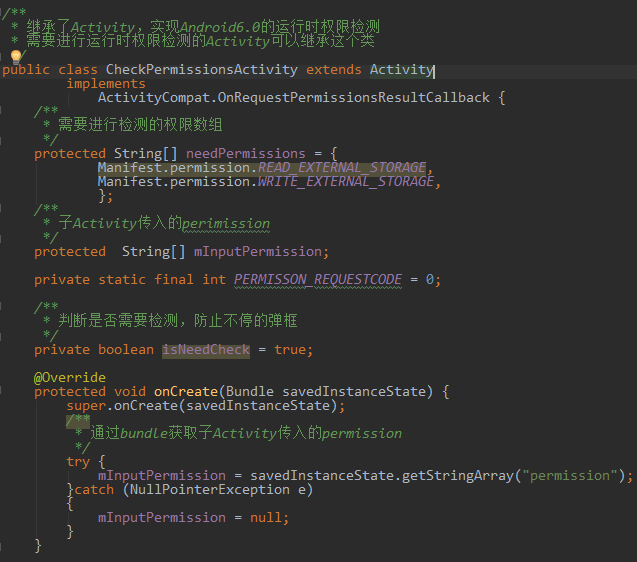 /**
 * 继承了Activity，实现Android6.0的运行时权限检测
 * 需要进行运行时权限检测的Activity可以继承这个类
 /
public class CheckPermissionsActivity extends Activity
        implements
            ActivityCompat.OnRequestPermissionsResultCallback {
    /**
     * 需要进行检测的权限数组
     */
    protected String[] needPermissions = {
            Manifest.permission.READ_EXTERNAL_STORAGE,
            Manifest.permission.WRITE_EXTERNAL_STORAGE,
            };
    /**
     * 子Activity传入的perimission
     */
    protected  String[] mInputPermission;

    private static final int PERMISSON_REQUESTCODE = 0;

    /**
     * 判断是否需要检测，防止不停的弹框
     */
    private boolean isNeedCheck = true;

    @Override
    protected void onCreate(Bundle savedInstanceState) {
        super.onCreate(savedInstanceState);
        /**
         * 通过bundle获取子Activity传入的permission
         */
        try {
            mInputPermission = savedInstanceState.getStringArray("permission");
        }catch (NullPointerException e)
        {
            mInputPermission = null;
        }
    }